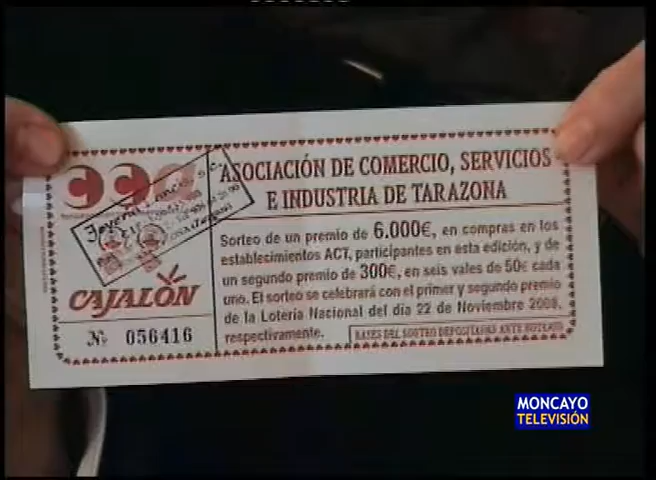 ASOCIACIÓN DE COMERCIO, SERVICIOS
E INDUSTRIA DE TARAZONA
Sorteo de un premio de 6.000€, en compras en los
establecimientos ACT, participantes en esta edición, y de
un segundo premio de 300€, en seis vales de 50€ cada
uno. El sorteo se celebrará con el primer y segundo premio
de la Lotería Nacional del día 22 de Noviembre 2008,
respectivamente.
BASES DEL SORTEO DEPOSITADAS ANTE NOTARIO
CAJALÓN
Nº 056416
MONCAYO
TELEVISIÓN